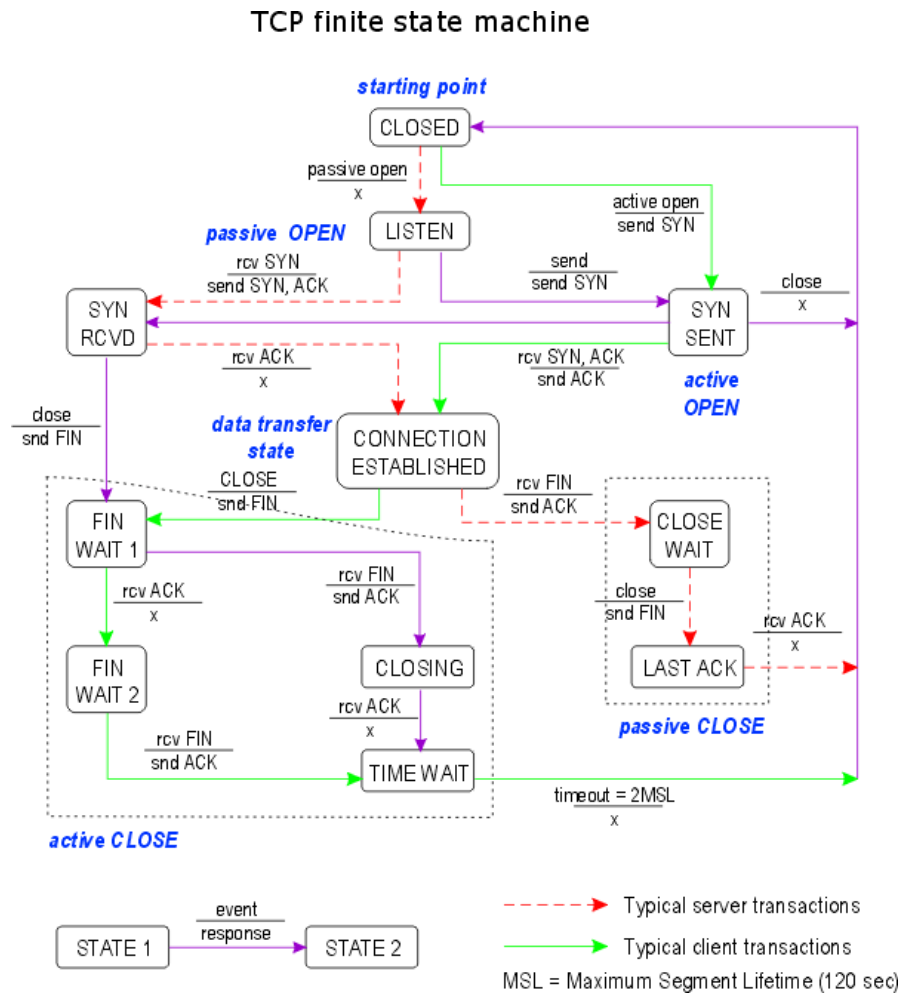 TCP finite state machine
starting point
CLOSED
passive open
x
active open
send SYN
LISTEN
passive OPEN
rcv SYN
send SYN, ACK
send
send SYN
close
x
SYN
RCVD
SYN
SENT
rcv ACK
x
rcv SYN, ACK
snd ACK
active
OPEN
close
snd FIN
data transfer
state
CONNECTION
ESTABLISHED
CLOSE
snd-FIN
rcv FIN
snd ACK
FIN
WAIT 1
CLOSE
WAIT
rcv ACK
x
rcv FIN
snd ACK
close
snd FIN
rcv ACK
x
FIN
WAIT 2
CLOSING
LAST ACK
rcv ACK
x
passive CLOSE
rcv FIN
snd ACK
TIME WAIT
timeout = 2MSL
x
active CLOSE
event
response
STATE 1
STATE 2
Typical server transactions
Typical client transactions
MSL = Maximum Segment Lifetime (120 sec)